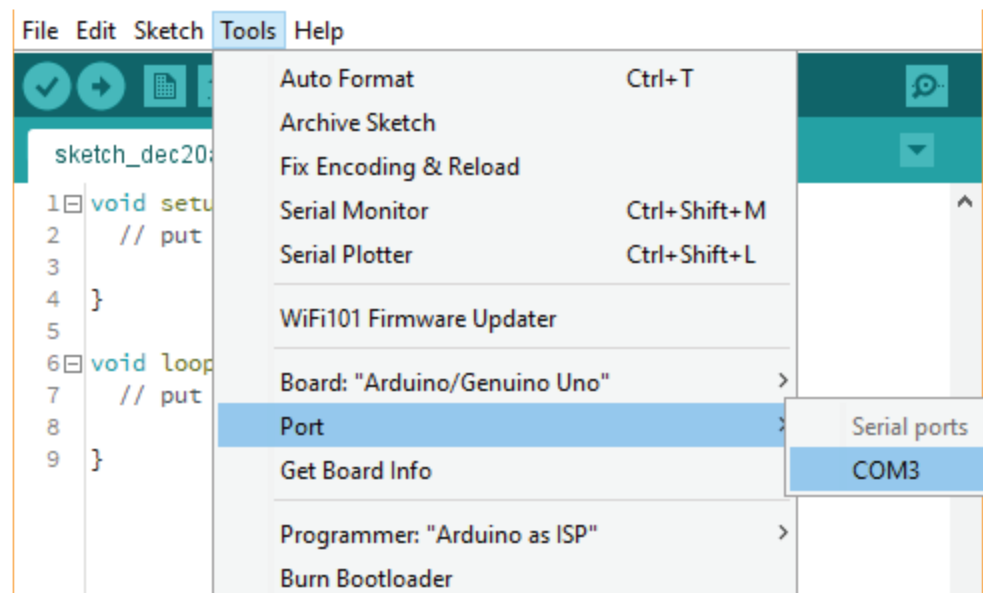 File Edit Sketch Tools Help
Auto Format Ctrl+T
Archive Sketch
sketch_dec20
Fix Encoding & Reload
1 void setu
Serial Monitor Ctrl+Shift+M
2 // put
Serial Plotter Ctrl+Shift+L
3
4 }
WiFi101 Firmware Updater
5
6 void loop
Board: "Arduino/Genuino Uno"
7 // put
Port
Serial ports
8
9 }
Get Board Info
COM3
Programmer: "Arduino as ISP"
Burn Bootloader